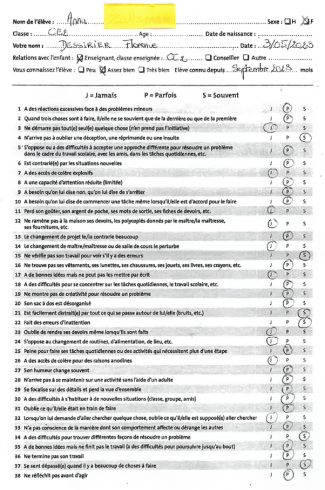 Nom de l'élève : Anna Sexe : □H ☒F
Classe : CE2 Age : Date de naissance :
Votre nom : DESSIRIER Florence Date : 3/05/2023
Relations avec l'enfant : ☒ Enseignant, classe enseignée : CE2 □ Conseiller □ Autre
Vous connaissez l'élève : □ Peu ☒ Assez bien □ Très bien Elève connu depuis Septembre 2023 mois
J = Jamais P = Parfois S = Souvent
1 A des réactions excessives face à des problèmes mineurs J P S
2 Quand trois choses sont à faire, il/elle ne se souvient que de la dernière ou que de la première J P S
3 Ne démarre pas tout(e) seul(e) quelque chose (n'en prend pas l'initiative) J P S
4 N'arrive pas à oublier une déception, une réprimande ou une insulte J P S
5 S'oppose ou a des difficultés à accepter une approche différente pour résoudre un problème
dans le cadre du travail scolaire, avec les amis, dans les tâches quotidiennes, etc. J P S
6 Est contrarié(e) par les situations nouvelles J P S
7 A des accès de colère explosifs J P S
8 A une capacité d'attention réduite (limitée) J P S
9 A besoin qu'on lui dise non, qu'on lui dise de s'arrêter J P S
10 A besoin qu'on lui dise de commencer une tâche même lorsqu'il/elle est d'accord pour le faire J P S
11 Perd son goûter, son argent de poche, ses mots de sortie, ses fiches de devoirs, etc. J P S
12 Ne ramène pas à la maison ses devoirs, les polycopiés donnés par le maître/la maîtresse,
ses fournitures, etc. J P S
13 Le changement de projet le/la contrarie beaucoup J P S
14 Le changement de maître/maîtresse ou de salle de cours le perturbe J P S
15 Ne vérifie pas son travail pour voir s'il y a des erreurs J P S
16 Ne trouve pas ses vêtements, ses lunettes, ses chaussures, ses jouets, ses livres, ses crayons, etc. J P S
17 A de bonnes idées mais ne peut pas les mettre par écrit J P S
18 A des difficultés pour se concentrer sur les tâches quotidiennes, le travail scolaire, etc. J P S
19 Ne montre pas de créativité pour résoudre un problème J P S
20 Son sac à dos est désorganisé J P S
21 Est facilement distrait(e) par tout ce qui se passe autour de lui/elle (bruits, etc.) J P S
22 Fait des erreurs d'inattention J P S
23 Oublie de rendre ses devoirs même lorsqu'ils sont faits J P S
24 S'oppose au changement de routines, d'alimentation, de lieu, etc. J P S
25 Peine pour faire ses tâches quotidiennes ou des activités qui nécessitent plus d'une étape J P S
26 A des accès de colère pour des raisons anodines J P S
27 Son humeur change souvent J P S
28 N'arrive pas à se maintenir sur une activité sans l'aide d'un adulte J P S
29 Se focalise sur des détails et perd la vue d'ensemble J P S
30 A des difficultés à s'habituer à de nouvelles situations (classe, groupe, amis) J P S
31 Oublie ce qu'il/elle était en train de faire J P S
32 Lorsqu'on lui demande d'aller chercher quelque chose, oublie ce qu'il/elle est supposé(e) aller chercher J P S
33 N'a pas conscience de la manière dont son comportement affecte ou dérange les autres J P S
34 A des difficultés pour trouver différentes façons de résoudre un problème J P S
35 A de bonnes idées mais ne finit pas le travail (a des difficultés pour poursuivre jusqu'au bout) J P S
36 Ne termine pas son travail J P S
37 Se sent dépassé(e) quand il y a beaucoup de choses à faire J P S
38 Ne réfléchit pas avant d'agir J P S